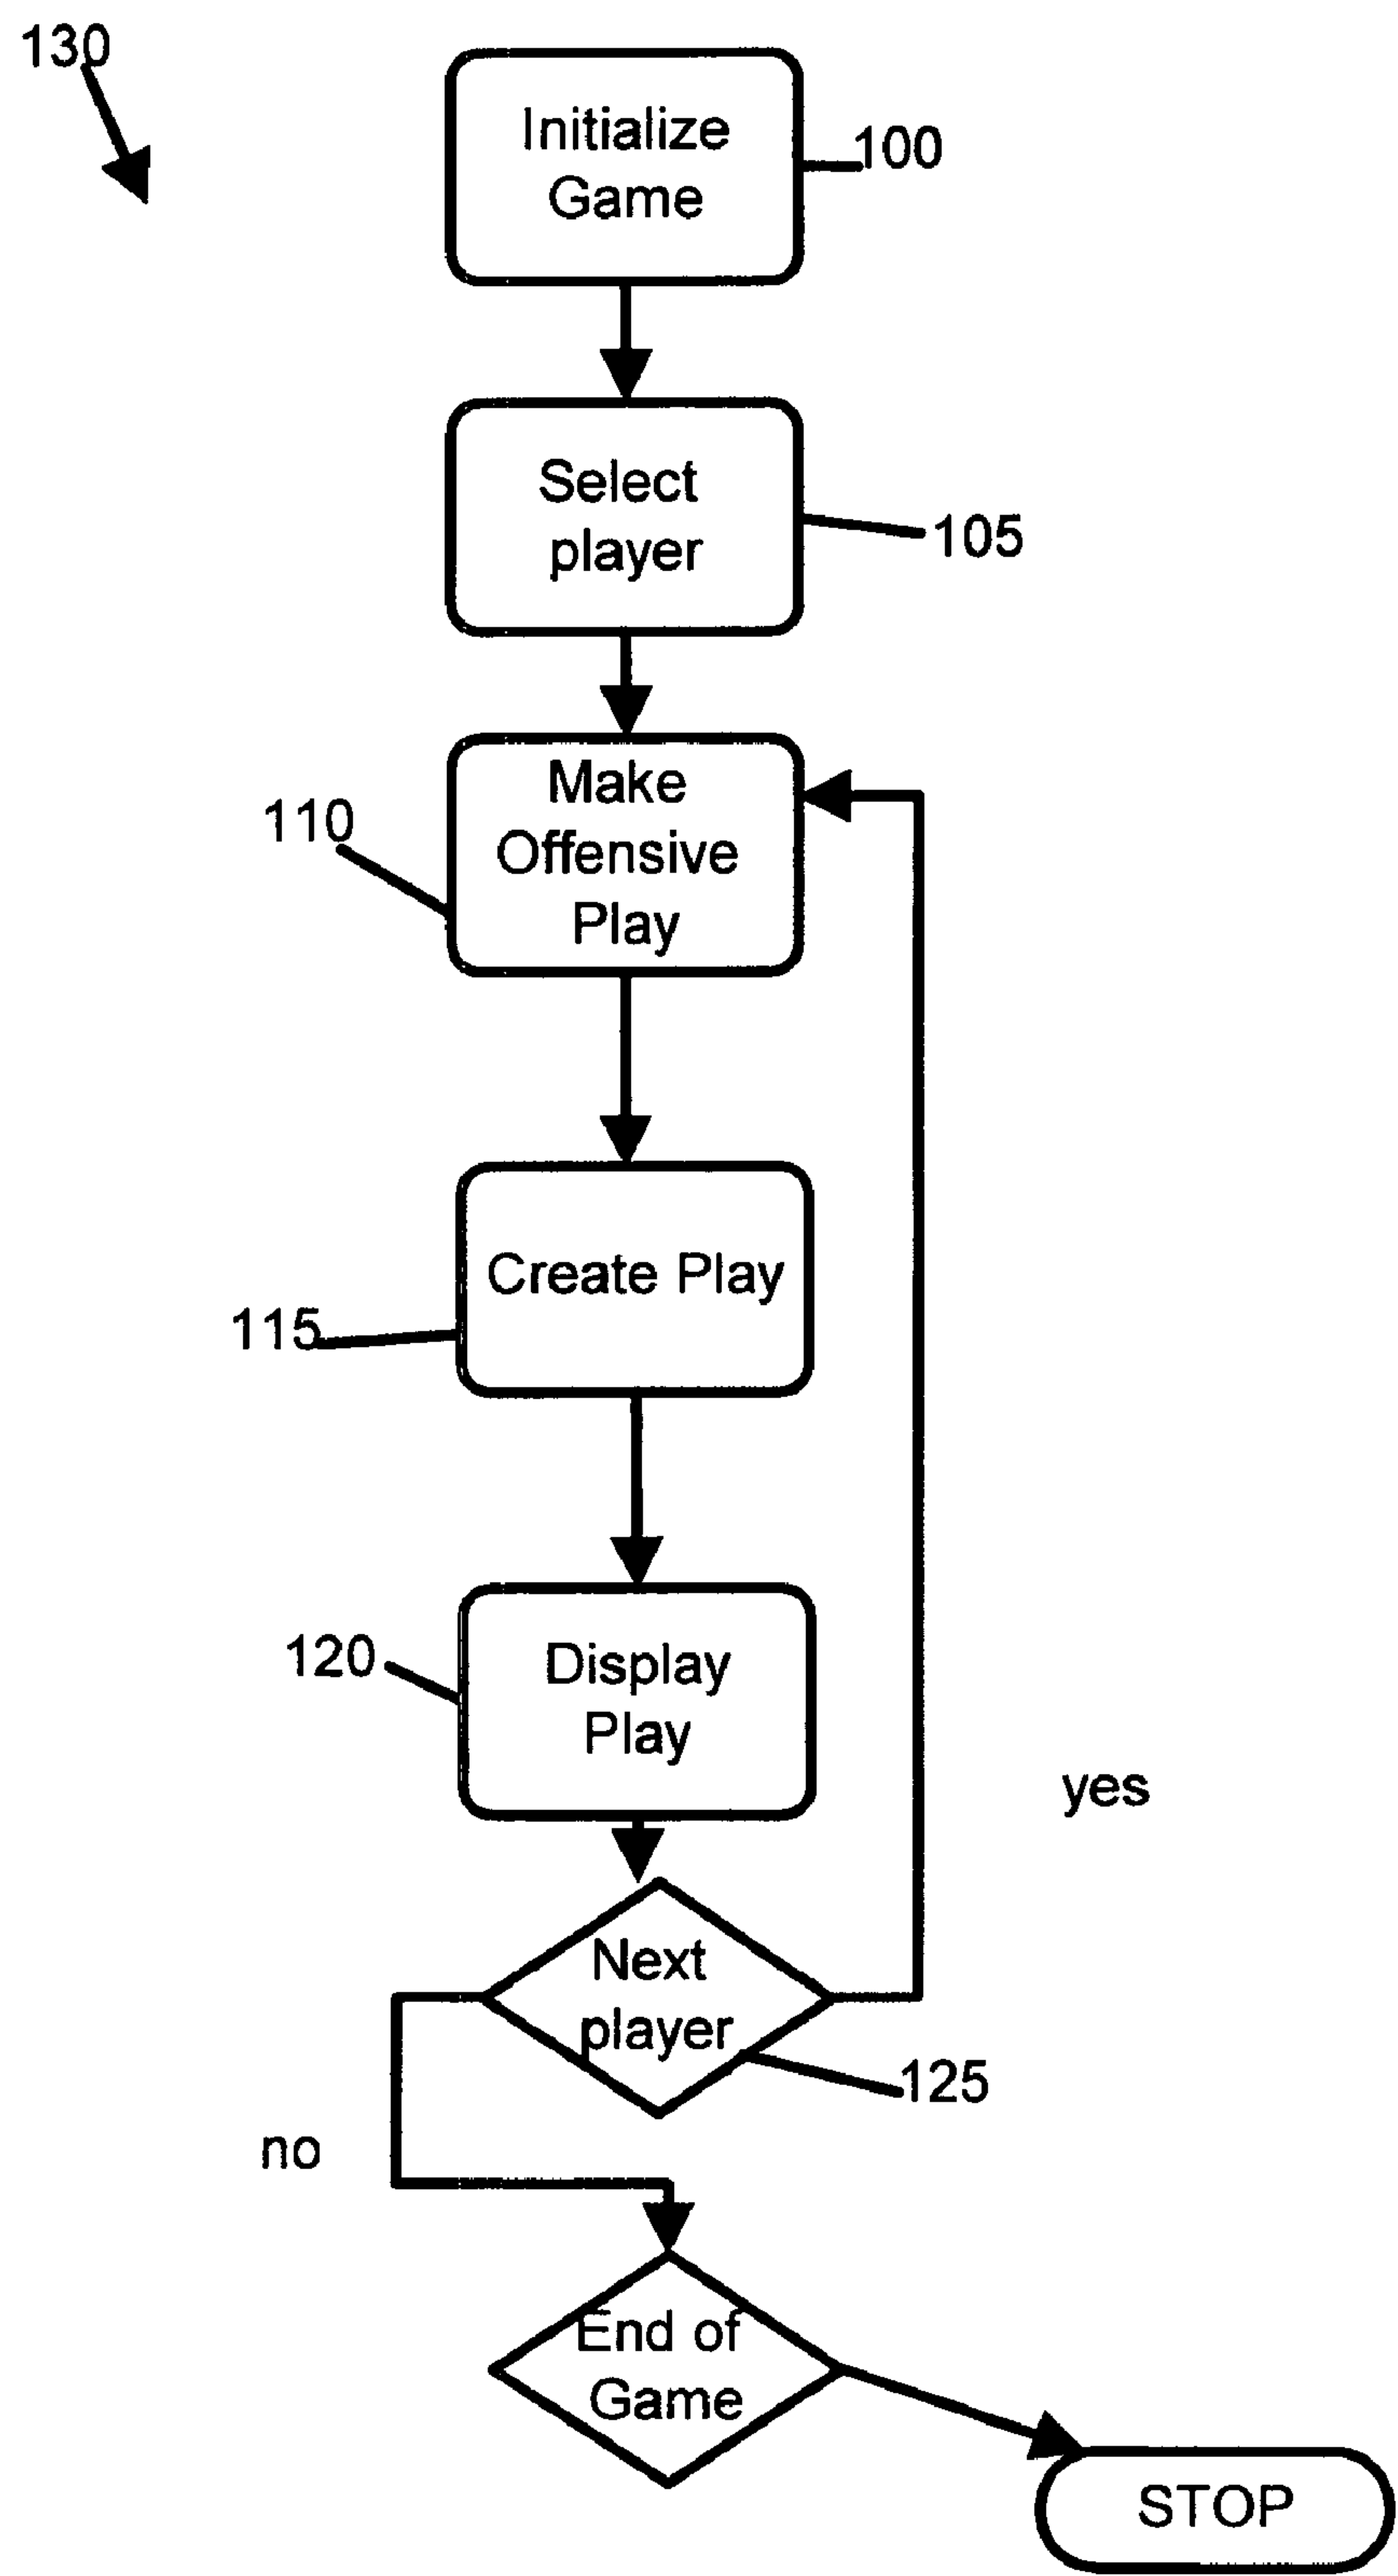 130
Initialize
Game
100
Select
player
105
Make
Offensive
Play
110
Create Play
115
120
Display
Play
yes
Next
player
125
no
End of
Game
STOP